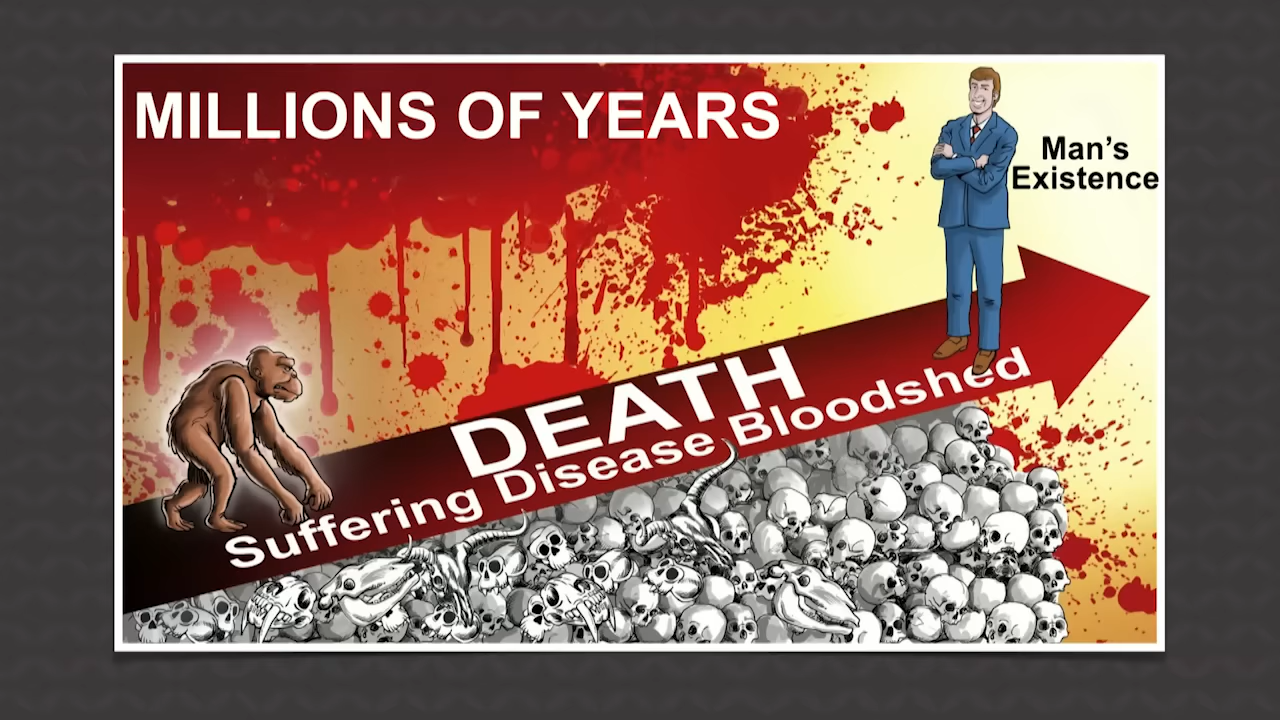 MILLIONS OF YEARS
Man's
Existence
DEATH
Suffering Disease Bloodshed